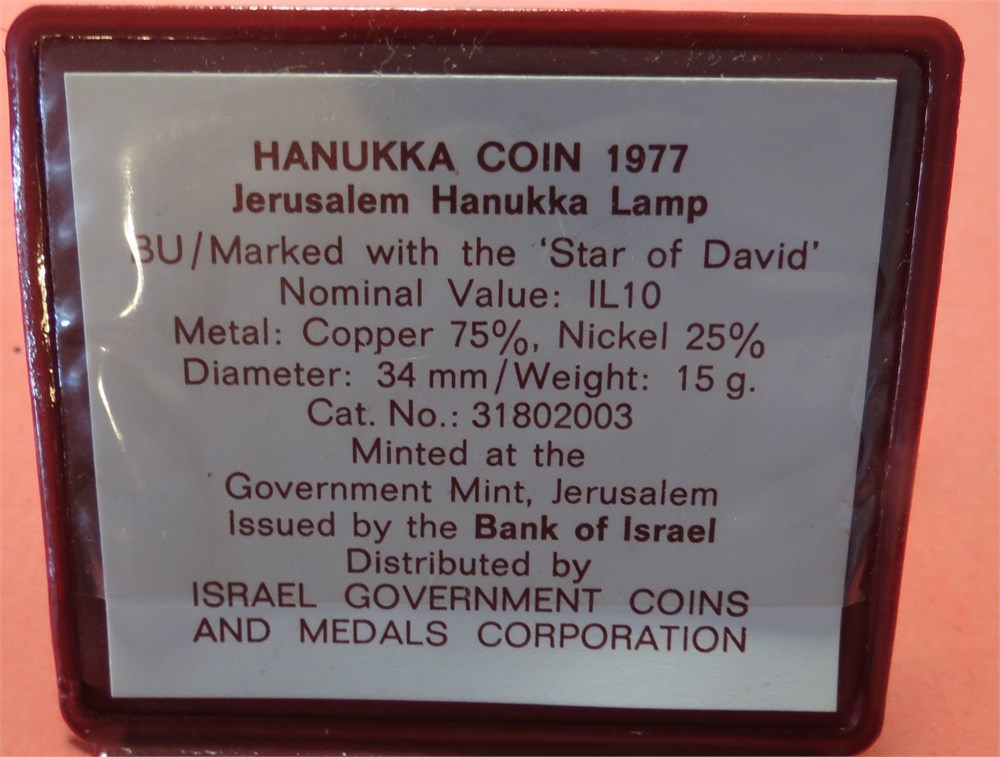 HANUKKA COIN 1977
Jerusalem Hanukka Lamp
BU/Marked with the ‘Star of David’
Nominal Value: IL10
Metal: Copper 75%, Nickel 25%
Diameter: 34 mm/Weight: 15 g.
Cat. No.: 31802003
Minted at the
Government Mint, Jerusalem
Issued by the Bank of Israel
Distributed by
ISRAEL GOVERNMENT COINS
AND MEDALS CORPORATION